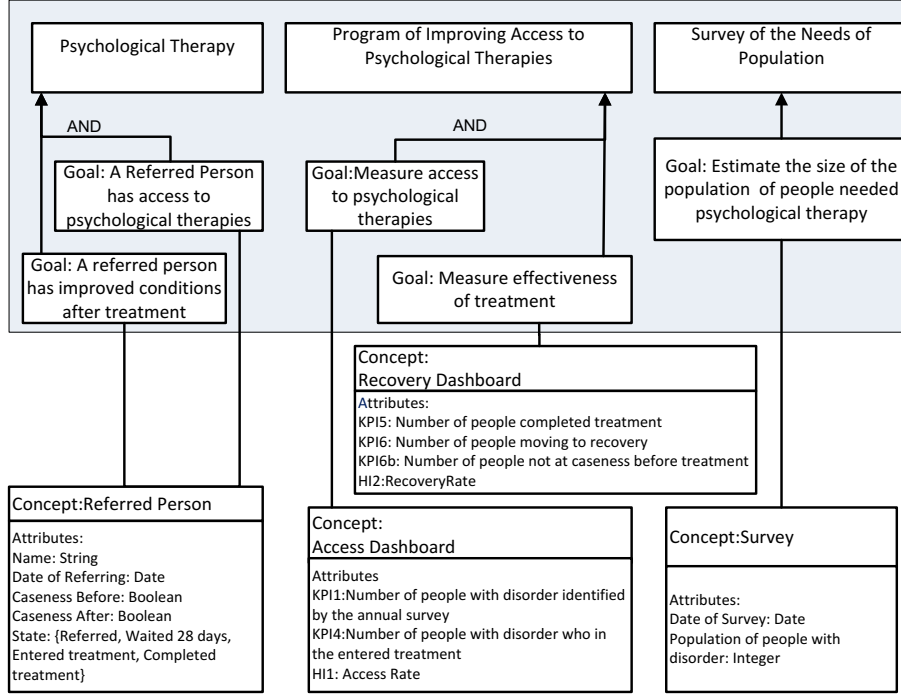 Psychological Therapy
Program of Improving Access to
Psychological Therapies
Survey of the Needs of
Population
AND
AND
Goal: A Referred Person
has access to
psychological therapies
Goal:Measure access
to psychological
therapies
Goal: Estimate the size of the
population of people needed
psychological therapy
Goal: A referred person
has improved conditions
after treatment
Goal: Measure effectiveness
of treatment
Concept:
Recovery Dashboard
Attributes:
KPI5: Number of people completed treatment
KPI6: Number of people moving to recovery
KPI6b: Number of people not at caseness before treatment
HI2:RecoveryRate
Concept:Referred Person
Attributes:
Name: String
Date of Referring: Date
Caseness Before: Boolean
Caseness After: Boolean
State: {Referred, Waited 28 days,
Entered treatment, Completed
treatment}
Concept:
Access Dashboard
Attributes
KPI1:Number of people with disorder identified
by the annual survey
KPI4:Number of people with disorder who in
the entered treatment
HI1: Access Rate
Concept:Survey
Attributes:
Date of Survey: Date
Population of people with
disorder: Integer